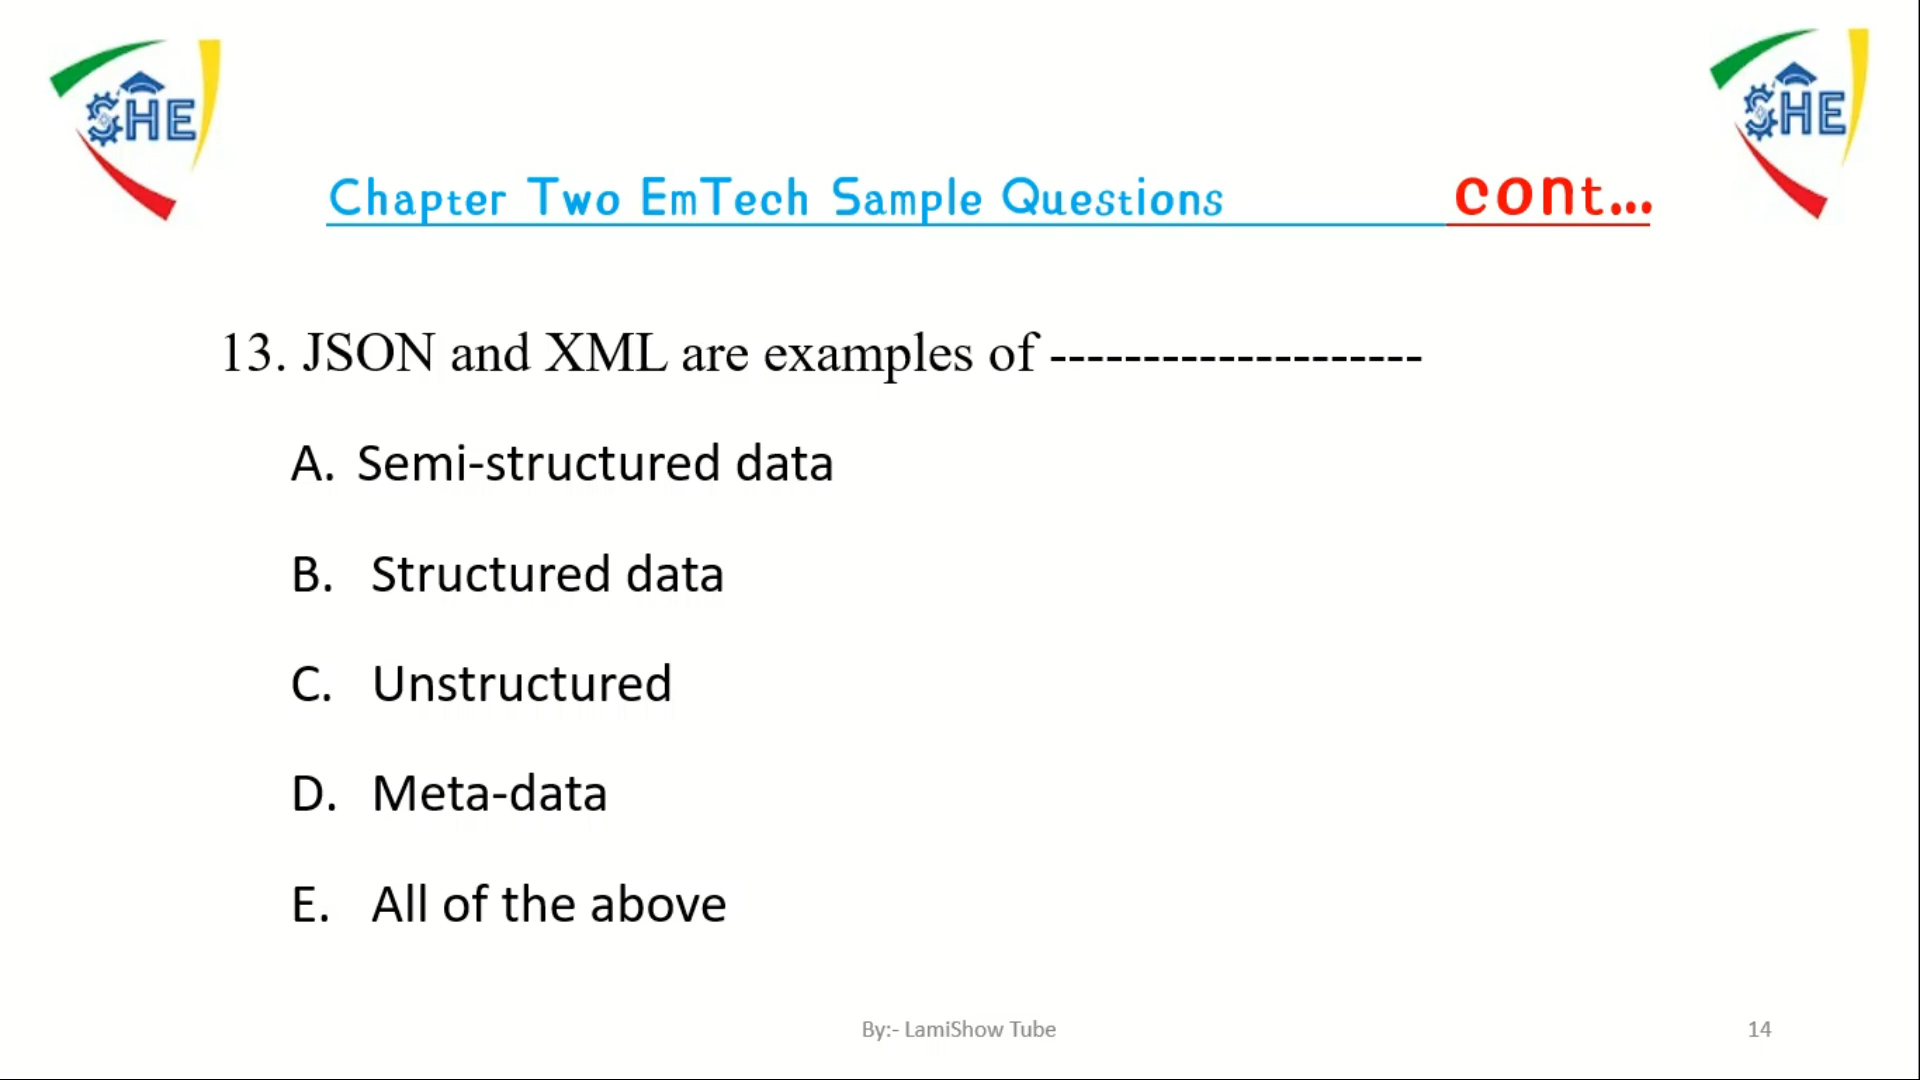 SHE
SHE
Chapter Two EmTech Sample Questions cont...
13. JSON and XML are examples of --------------------
A. Semi-structured data
B. Structured data
C. Unstructured
D. Meta-data
E. All of the above
By:- LamiShow Tube
14